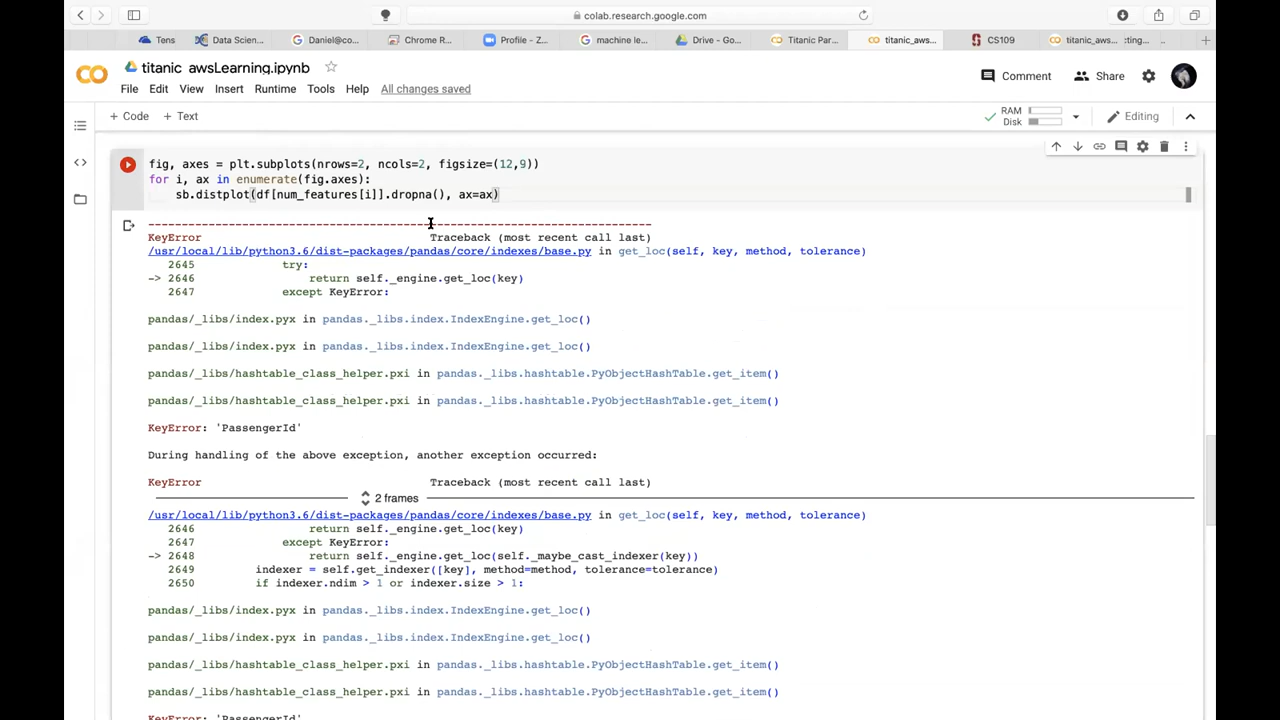 colab.research.google.com
Tens
Data Scien...
Daniel@co...
Chrome R...
Profile - Z...
machine le...
Drive - Go...
Titanic Par...
titanic_aws...
CS109
titanic_aws...
:ting...
titanic_awsLearning.ipynb
File Edit View Insert Runtime Tools Help All changes saved
Comment Share
+ Code + Text
RAM
Disk
Editing
fig, axes = plt.subplots(nrows=2, ncols=2, figsize=(12,9))
for i, ax in enumerate(fig.axes):
sb.distplot(df[num_features[i]].dropna(), ax=ax)
---------------------------------------------------------------------------
KeyError Traceback (most recent call last)
/usr/local/lib/python3.6/dist-packages/pandas/core/indexes/base.py in get_loc(self, key, method, tolerance)
2645 try:
-> 2646 return self._engine.get_loc(key)
2647 except KeyError:
pandas/_libs/index.pyx in pandas._libs.index.IndexEngine.get_loc()
pandas/_libs/index.pyx in pandas._libs.index.IndexEngine.get_loc()
pandas/_libs/hashtable_class_helper.pxi in pandas._libs.hashtable.PyObjectHashTable.get_item()
pandas/_libs/hashtable_class_helper.pxi in pandas._libs.hashtable.PyObjectHashTable.get_item()
KeyError: 'PassengerId'
During handling of the above exception, another exception occurred:
KeyError Traceback (most recent call last)
2 frames
/usr/local/lib/python3.6/dist-packages/pandas/core/indexes/base.py in get_loc(self, key, method, tolerance)
2646 return self._engine.get_loc(key)
2647 except KeyError:
-> 2648 return self._engine.get_loc(self._maybe_cast_indexer(key))
2649 indexer = self.get_indexer([key], method=method, tolerance=tolerance)
2650 if indexer.ndim > 1 or indexer.size > 1:
pandas/_libs/index.pyx in pandas._libs.index.IndexEngine.get_loc()
pandas/_libs/index.pyx in pandas._libs.index.IndexEngine.get_loc()
pandas/_libs/hashtable_class_helper.pxi in pandas._libs.hashtable.PyObjectHashTable.get_item()
pandas/_libs/hashtable_class_helper.pxi in pandas._libs.hashtable.PyObjectHashTable.get_item()
KeyError: 'PassengerId'